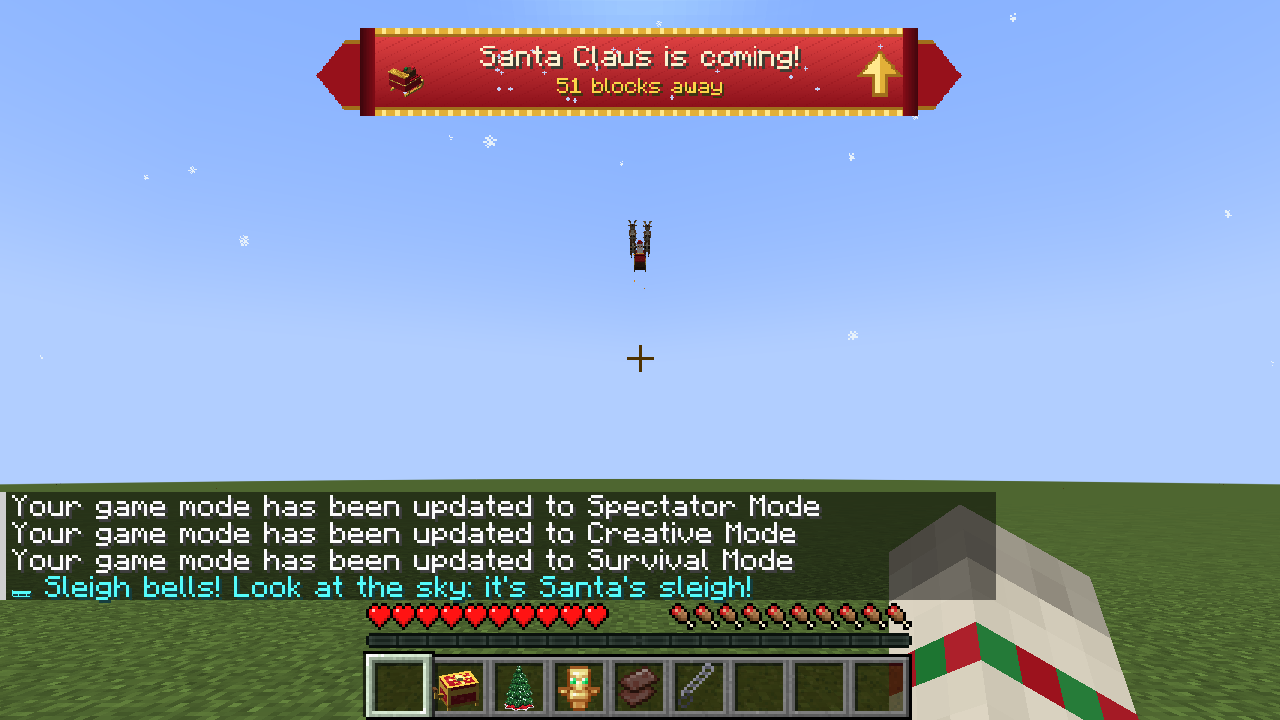 Santa Claus is coming!
51 blocks away
Your game mode has been updated to Spectator Mode
Your game mode has been updated to Creative Mode
Your game mode has been updated to Survival Mode
Sleigh bells! Look at the sky: it's Santa's sleigh!